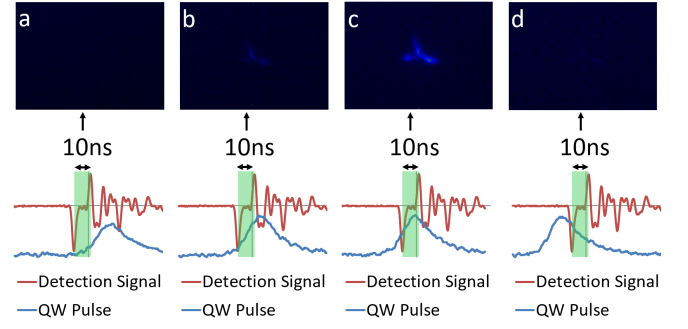 a b c d
10ns 10ns 10ns 10ns
Detection Signal Detection Signal Detection Signal Detection Signal
QW Pulse QW Pulse QW Pulse QW Pulse